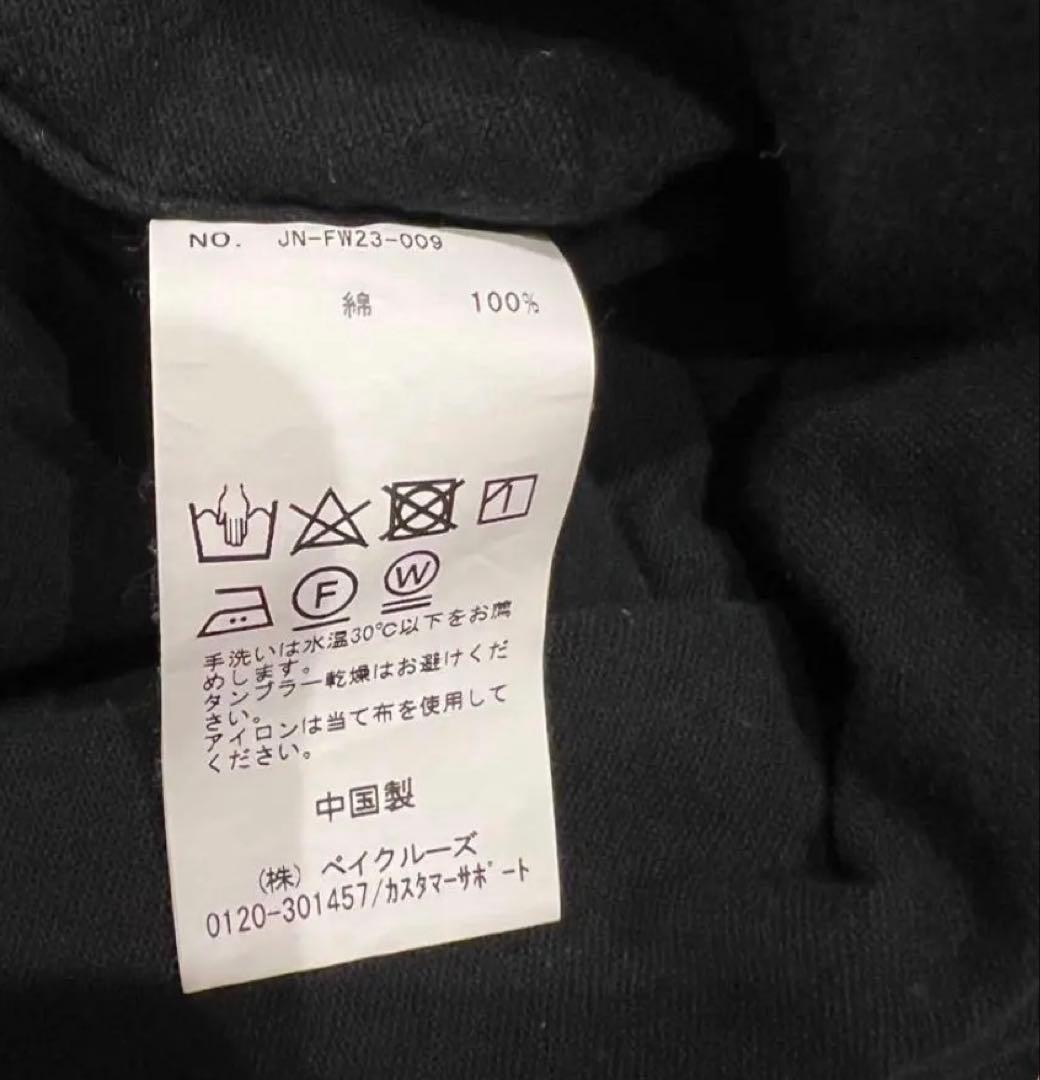 NO. JN-FW23-009
綿 100%
F W
手洗いは水温30℃以下をお薦
めします。
タンブラー乾燥はお避けくだ
さい。
アイロンは当て布を使用して
ください。
中国製
(株) ベイクルーズ
0120-301457/カスタマーサポート